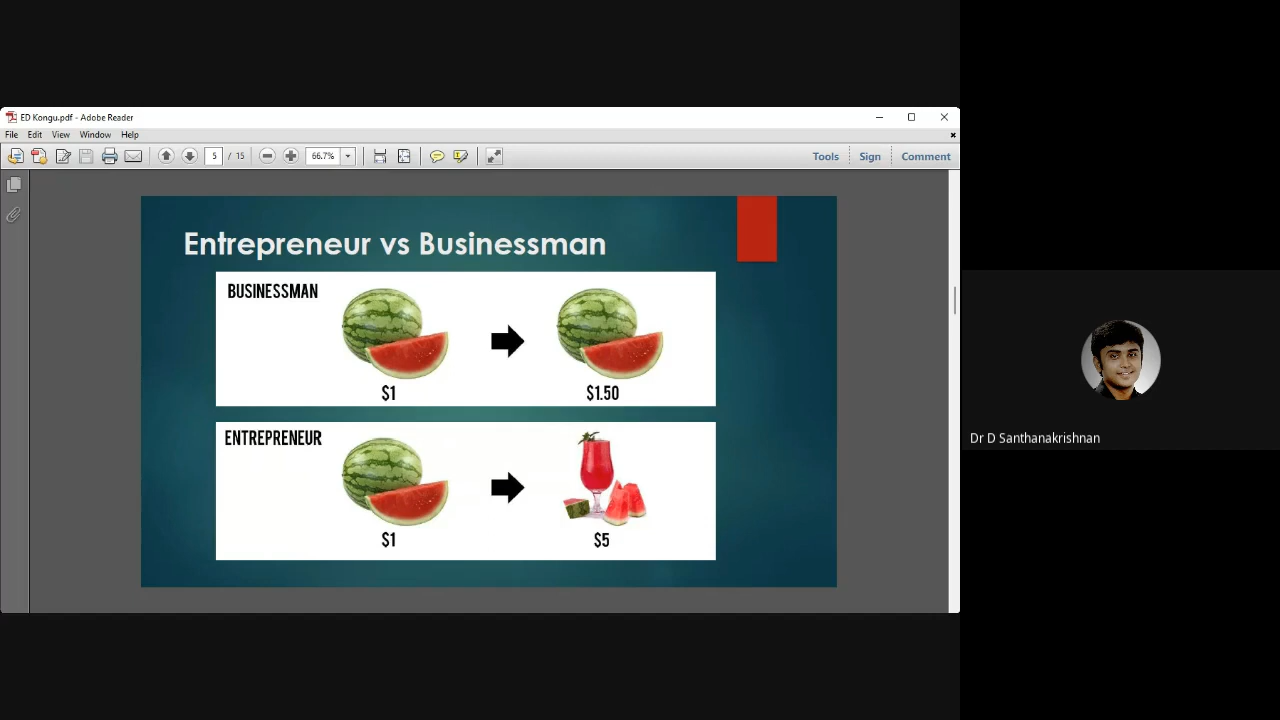 ED Kongu.pdf - Adobe Reader
File Edit View Window Help
5 / 15 66.7% Tools Sign Comment
Entrepreneur vs Businessman
BUSINESSMAN
$1 $1.50
ENTREPRENEUR
$1 $5
Dr D Santhanakrishnan